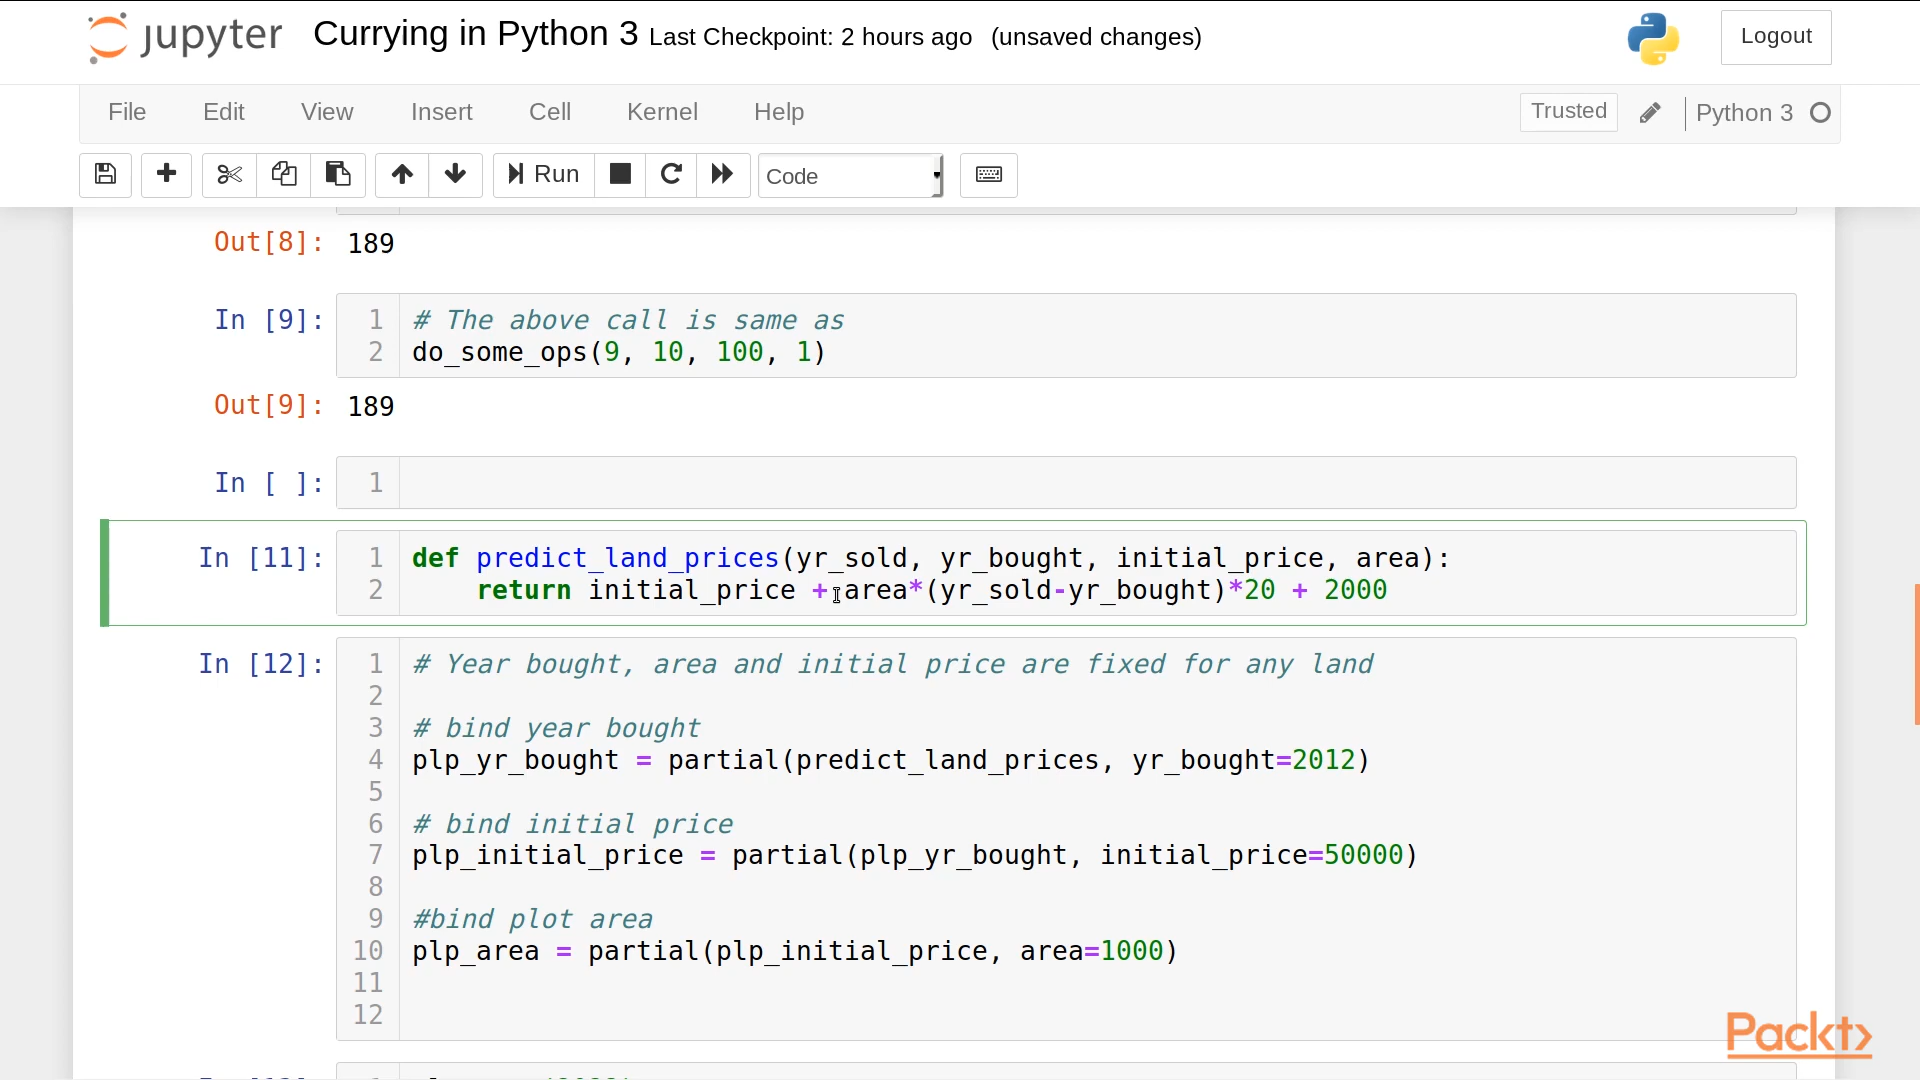 jupyter Currying in Python 3 Last Checkpoint: 2 hours ago (unsaved changes) Logout
File Edit View Insert Cell Kernel Help Trusted Python 3
Run Code
Out[8]: 189
In [9]: 1 # The above call is same as
2 do_some_ops(9, 10, 100, 1)
Out[9]: 189
In [ ]: 1
In [11]: 1 def predict_land_prices(yr_sold, yr_bought, initial_price, area):
2 return initial_price + area*(yr_sold-yr_bought)*20 + 2000
In [12]: 1 # Year bought, area and initial price are fixed for any land
2
3 # bind year bought
4 plp_yr_bought = partial(predict_land_prices, yr_bought=2012)
5
6 # bind initial price
7 plp_initial_price = partial(plp_yr_bought, initial_price=50000)
8
9 #bind plot area
10 plp_area = partial(plp_initial_price, area=1000)
11
12
Packt>